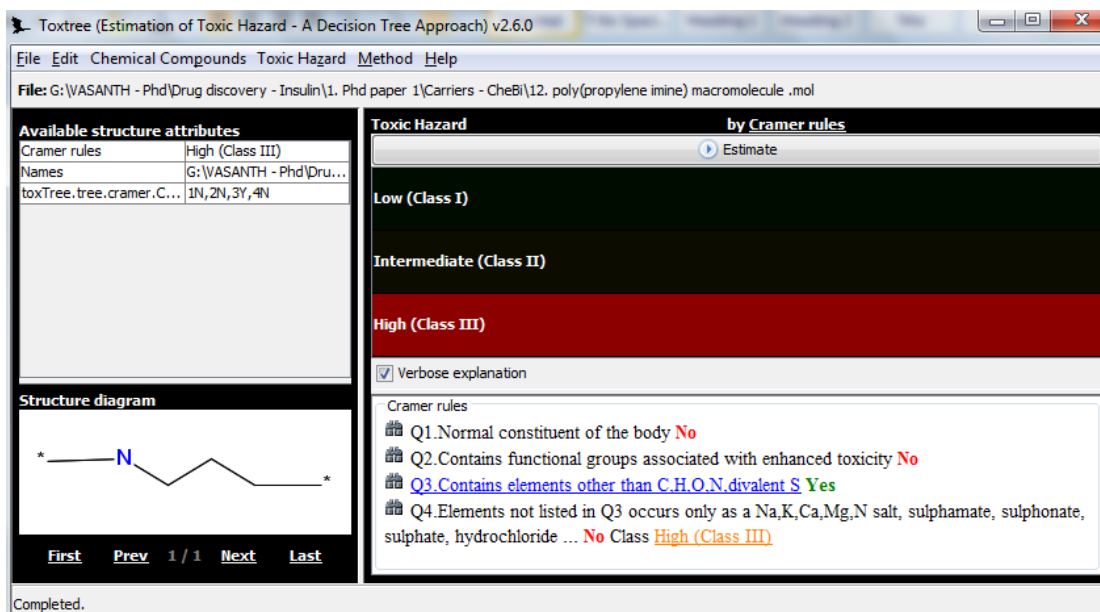 Toxtree (Estimation of Toxic Hazard - A Decision Tree Approach) v2.6.0
File Edit Chemical Compounds Toxic Hazard Method Help
File: G:\VASANTH - Phd\Drug discovery - Insulin\1. Phd paper 1\Carriers - CheBi\12. poly(propylene imine) macromolecule .mol
Available structure attributes
Cramer rules High (Class III)
Names G:\VASANTH - Phd\Dru...
toxTree.tree.cramer.C... 1N,2N,3Y,4N
Structure diagram
* N *
First Prev 1 / 1 Next Last
Toxic Hazard by Cramer rules
Estimate
Low (Class I)
Intermediate (Class II)
High (Class III)
Verbose explanation
Cramer rules
Q1.Normal constituent of the body No
Q2.Contains functional groups associated with enhanced toxicity No
Q3.Contains elements other than C,H,O,N,divalent S Yes
Q4.Elements not listed in Q3 occurs only as a Na,K,Ca,Mg,N salt, sulphamate, sulphonate,
sulphate, hydrochloride ... No Class High (Class III)
Completed.